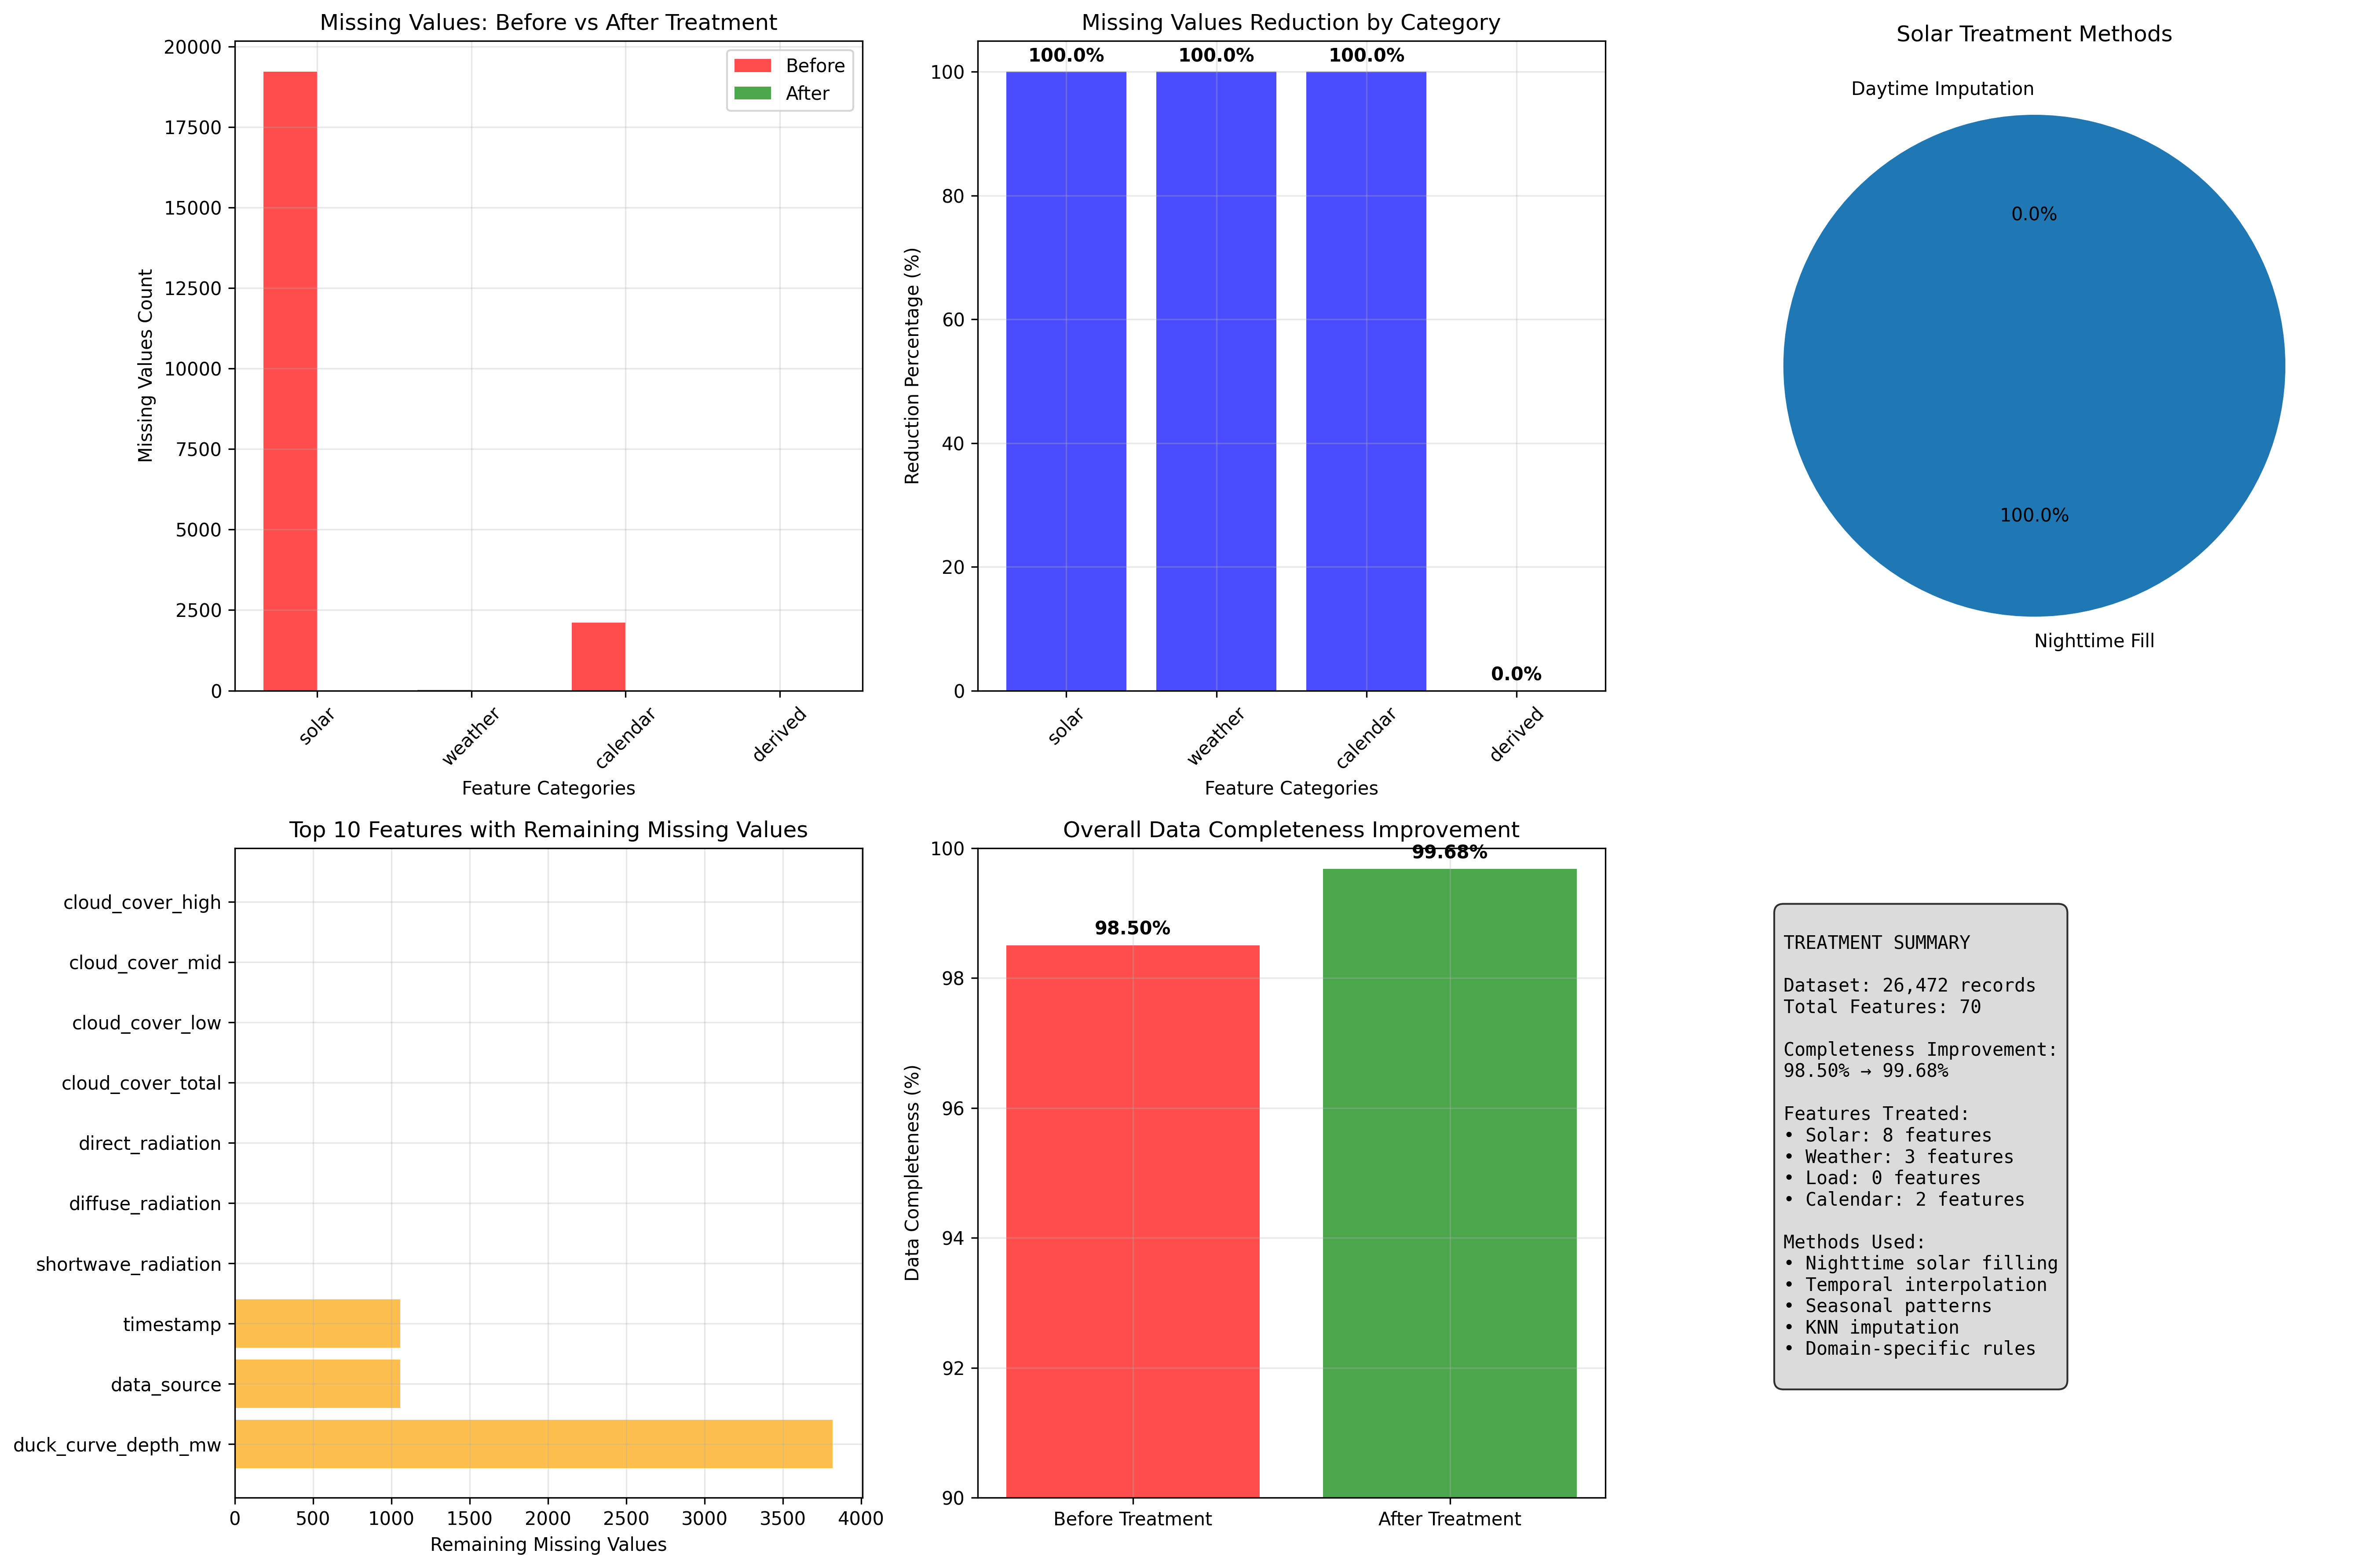 Missing Values: Before vs After Treatment
Missing Values Count
20000
17500
15000
12500
10000
7500
5000
2500
0
Before
After
solar
weather
calendar
derived
Feature Categories
Missing Values Reduction by Category
Reduction Percentage (%)
100
80
60
40
20
0
100.0%
100.0%
100.0%
0.0%
solar
weather
calendar
derived
Feature Categories
Solar Treatment Methods
Daytime Imputation
0.0%
100.0%
Nighttime Fill
Top 10 Features with Remaining Missing Values
cloud_cover_high
cloud_cover_mid
cloud_cover_low
cloud_cover_total
direct_radiation
diffuse_radiation
shortwave_radiation
timestamp
data_source
duck_curve_depth_mw
0 500 1000 1500 2000 2500 3000 3500 4000
Remaining Missing Values
Overall Data Completeness Improvement
Data Completeness (%)
100
98
96
94
92
90
98.50%
99.68%
Before Treatment
After Treatment
TREATMENT SUMMARY
Dataset: 26,472 records
Total Features: 70
Completeness Improvement:
98.50% → 99.68%
Features Treated:
• Solar: 8 features
• Weather: 3 features
• Load: 0 features
• Calendar: 2 features
Methods Used:
• Nighttime solar filling
• Temporal interpolation
• Seasonal patterns
• KNN imputation
• Domain-specific rules